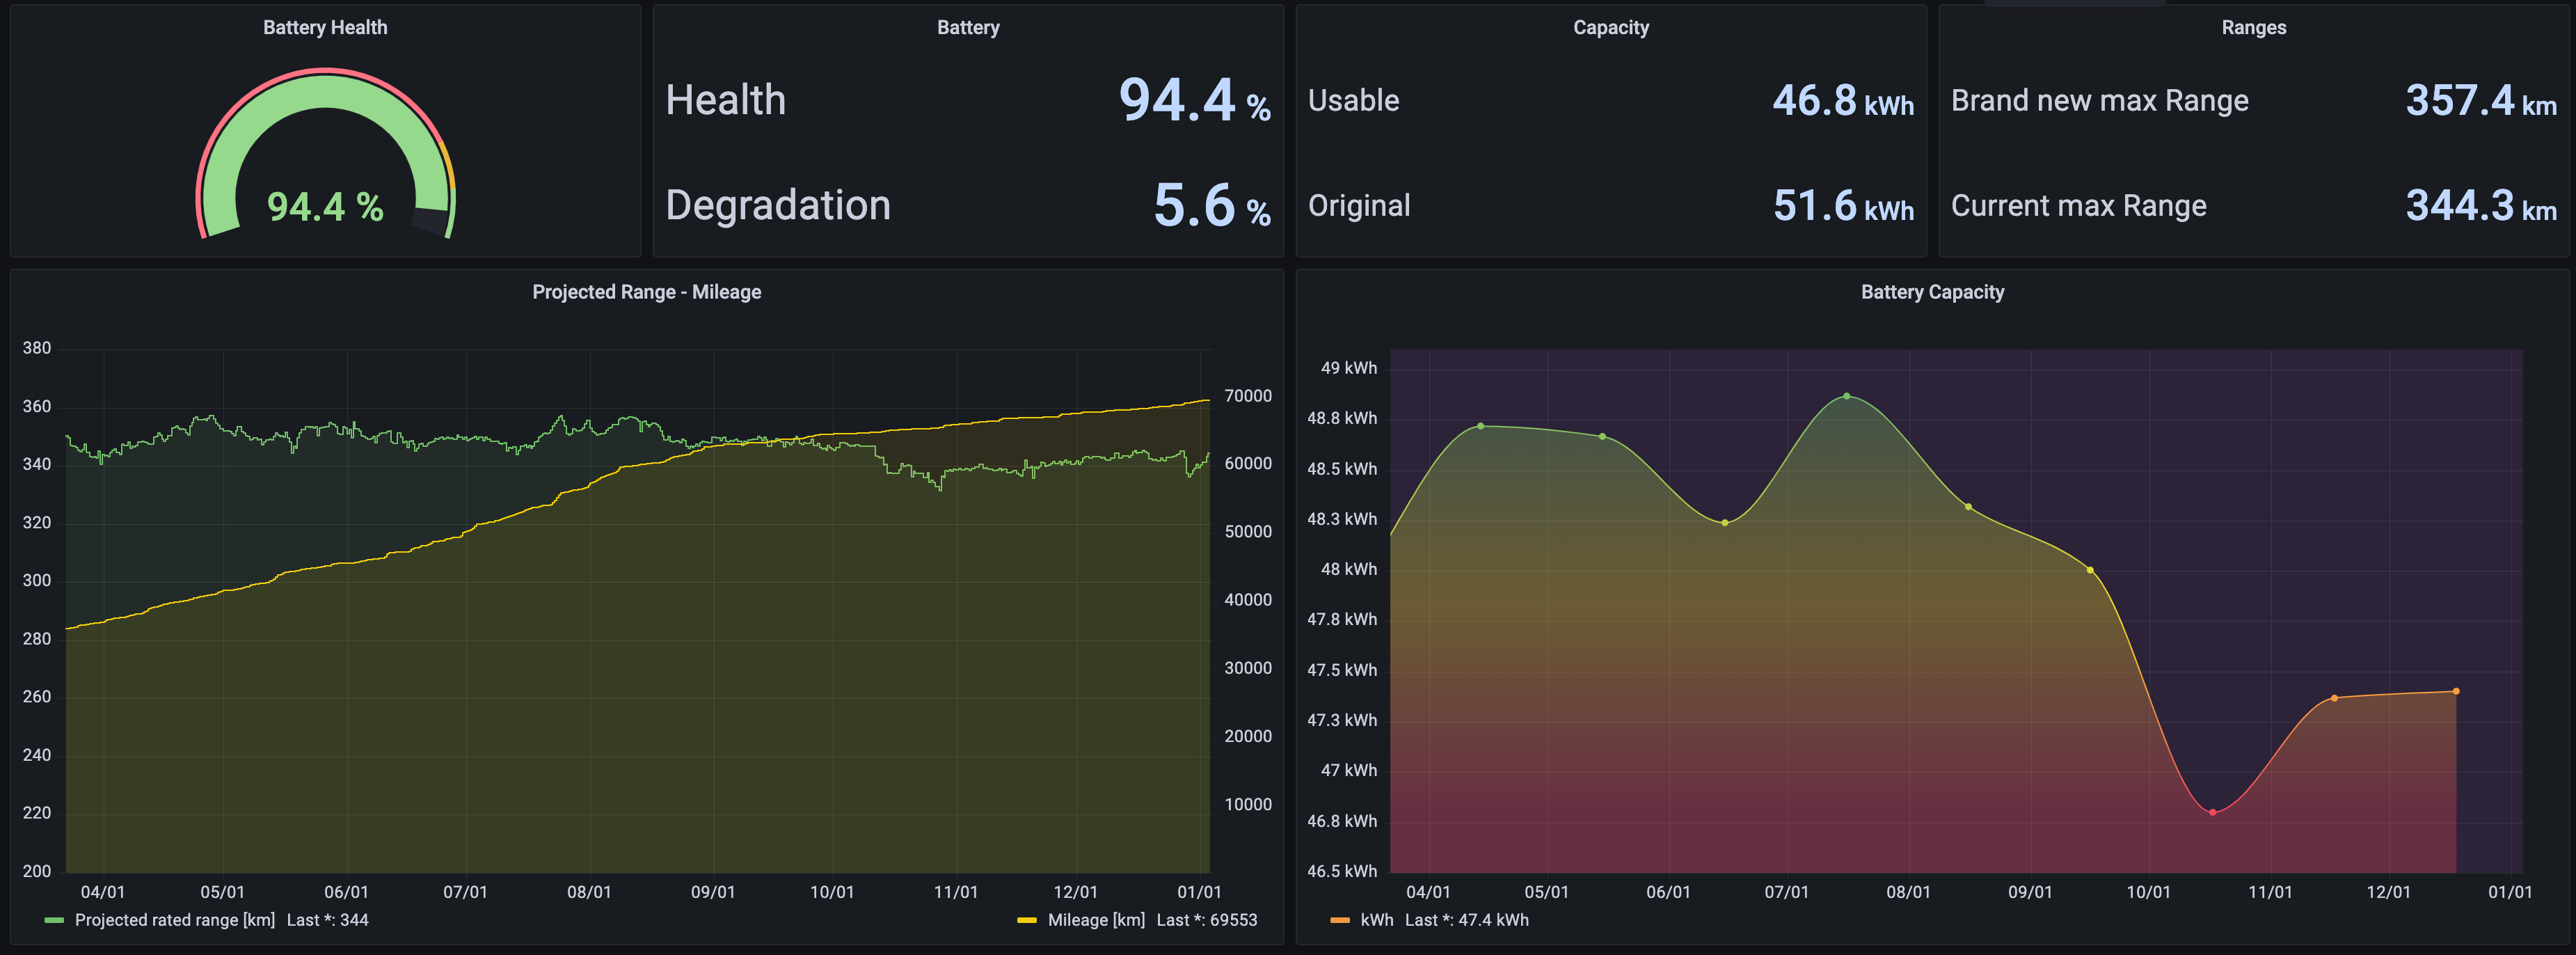 Battery Health
94.4 %
Battery
Health 94.4 %
Degradation 5.6 %
Capacity
Usable 46.8 kWh
Original 51.6 kWh
Ranges
Brand new max Range 357.4 km
Current max Range 344.3 km
Projected Range - Mileage
380
360
340
320
300
280
260
240
220
200
70000
60000
50000
40000
30000
20000
10000
04/01 05/01 06/01 07/01 08/01 09/01 10/01 11/01 12/01 01/01
Projected rated range [km] Last *: 344
Mileage [km] Last *: 69553
Battery Capacity
49 kWh
48.8 kWh
48.5 kWh
48.3 kWh
48 kWh
47.8 kWh
47.5 kWh
47.3 kWh
47 kWh
46.8 kWh
46.5 kWh
04/01 05/01 06/01 07/01 08/01 09/01 10/01 11/01 12/01 01/01
kWh Last *: 47.4 kWh